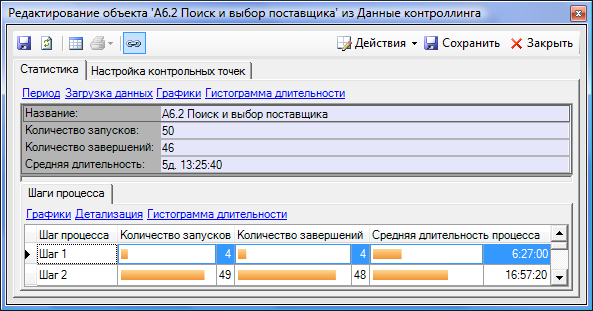 Редактирование объекта 'А6.2 Поиск и выбор поставщика' из Данные контроллинга
Действия Сохранить Закрыть
Статистика Настройка контрольных точек
Период Загрузка данных Графики Гистограмма длительности
Название: А6.2 Поиск и выбор поставщика
Количество запусков: 50
Количество завершений: 46
Средняя длительность: 5д. 13:25:40
Шаги процесса
Графики Детализация Гистограмма длительности
Шаг процесса Количество запусков Количество завершений Средняя длительность процесса
Шаг 1 4 4 6:27:00
Шаг 2 49 48 16:57:20